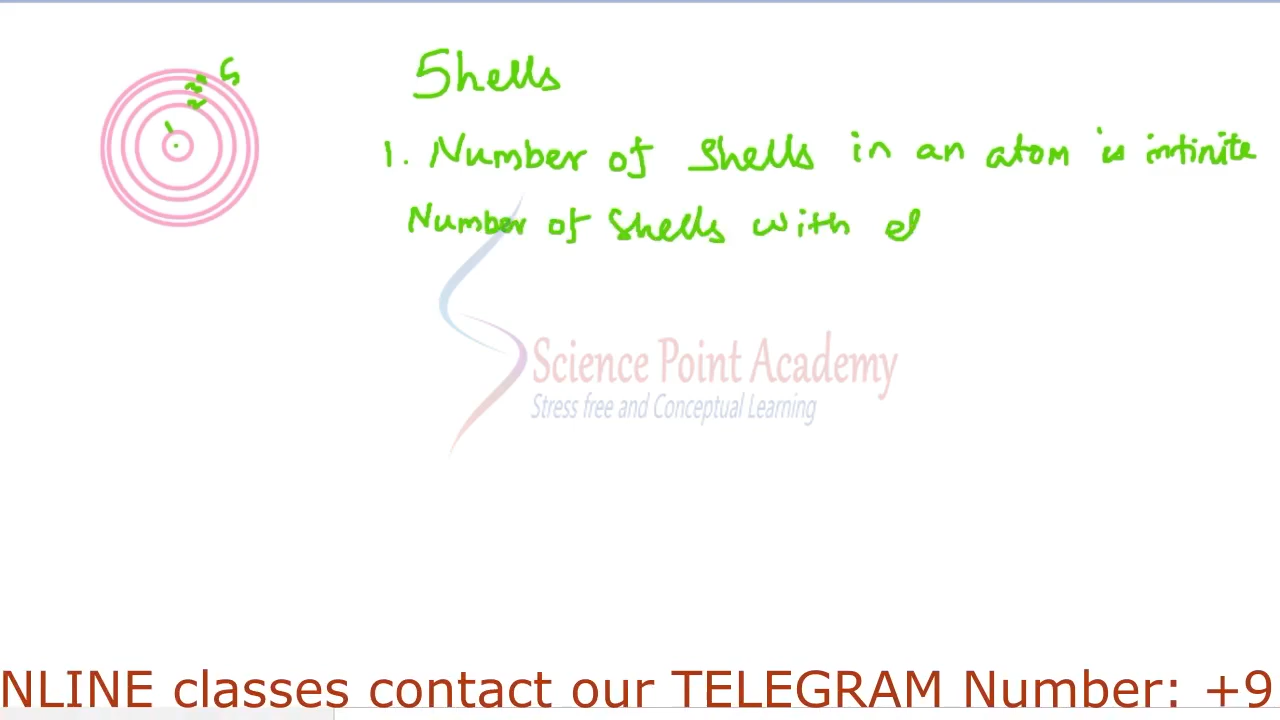 5
Shells
1. Number of Shells in an atom is infinite
Number of Shells with el
Science Point Academy
Stress free and Conceptual Learning
NLINE classes contact our TELEGRAM Number: +9